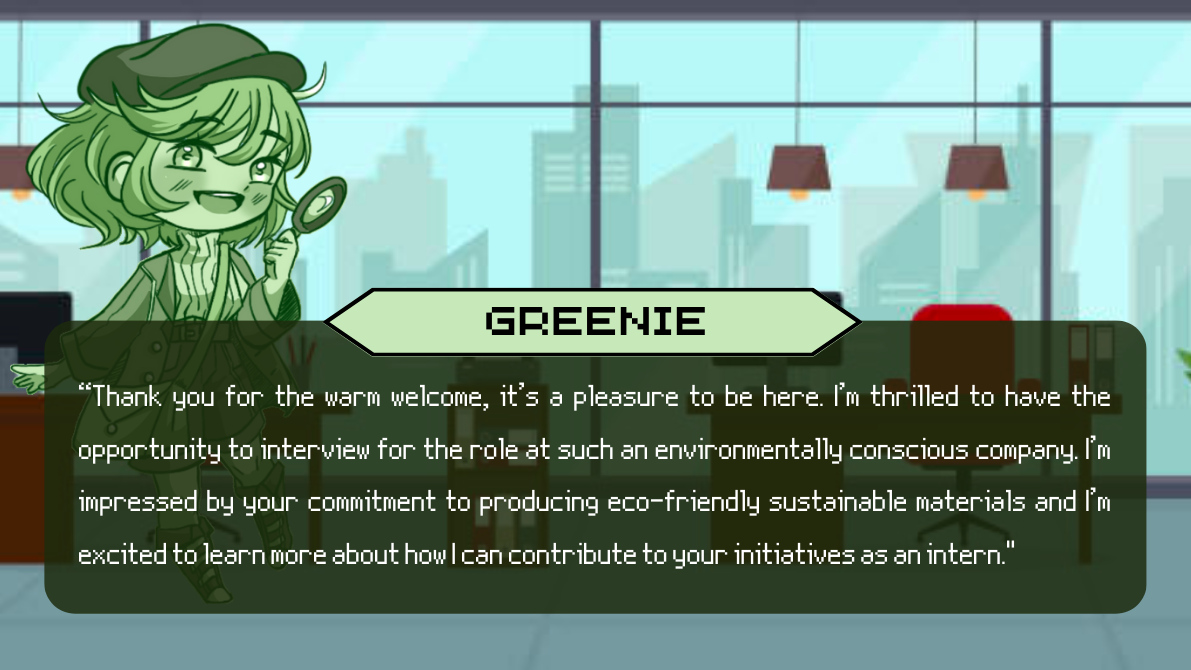 GREENIE
“Thank you for the warm welcome, it’s a pleasure to be here. I’m thrilled to have the
opportunity to interview for the role at such an environmentally conscious company. I’m
impressed by your commitment to producing eco-friendly sustainable materials and I’m
excited to learn more about how I can contribute to your initiatives as an intern."